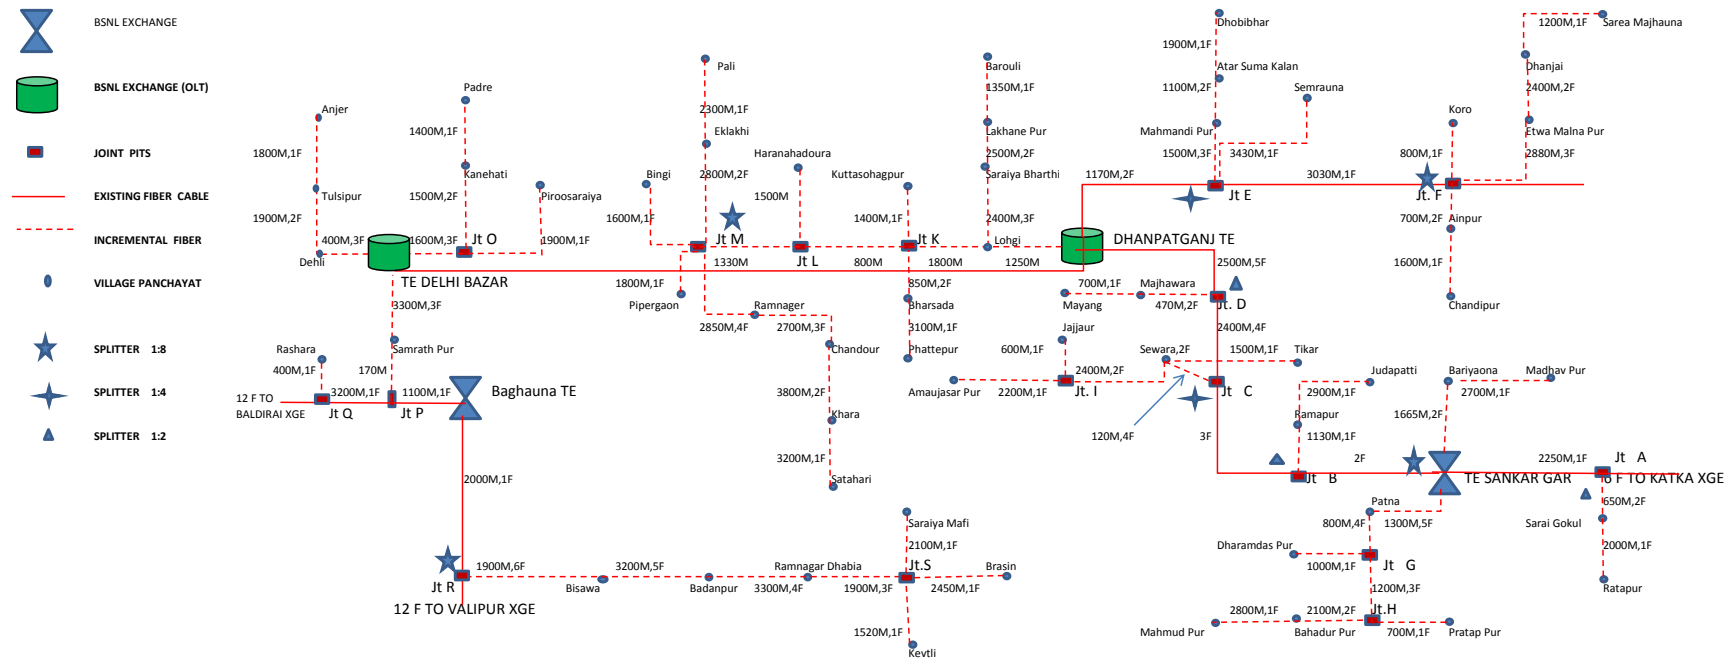 BSNL EXCHANGE
BSNL EXCHANGE (OLT)
JOINT PITS
EXISTING FIBER CABLE
INCREMENTAL FIBER
VILLAGE PANCHAYAT
SPLITTER 1:8
SPLITTER 1:4
SPLITTER 1:2
Anjer
1800M,1F
Tulsipur
1900M,2F
400M,3F
Dehli
Padre
1400M,1F
Kanehati
1500M,2F
Piroosaraiya
1600M,3F
Jt O
1900M,1F
TE DELHI BAZAR
3300M,3F
Samrath Pur
Rashara
400M,1F
170M
3200M,1F
1100M,1F
Baghauna TE
12 F TO
BALDIRAI XGE
Jt Q
Jt P
2000M,1F
Jt R
12 F TO VALIPUR XGE
1900M,6F
Bisawa
3200M,5F
Badanpur
Ramnagar Dhabia
3300M,4F
1900M,3F
Jt.S
Saraiya Mafi
2100M,1F
Brasin
2450M,1F
1520M,1F
Kevtli
Pali
2300M,1F
Eklakhi
2800M,2F
Bingi
1600M,1F
Jt M
1330M
1800M,1F
Pipergaon
Haranahadoura
1500M
Jt L
800M
Kuttasohagpur
1400M,1F
Jt K
1800M
850M,2F
Bharsada
3100M,1F
Phattepur
2850M,4F
Ramnager
2700M,3F
Chandour
3800M,2F
Khara
3200M,1F
Satahari
Barouli
1350M,1F
Lakhane Pur
2500M,2F
Saraiya Bharthi
2400M,3F
Lohgi
1250M
DHANPATGANJ TE
1170M,2F
Dhobibhar
1900M,1F
Atar Suma Kalan
1100M,2F
Semrauna
Mahmandi Pur
1500M,3F
3430M,1F
Jt E
3030M,1F
Koro
800M,1F
Jt. F
1200M,1F
Sarea Majhauna
Dhanjai
2400M,2F
Etwa Malna Pur
2880M,3F
700M,2F
Ainpur
1600M,1F
Chandipur
2500M,5F
700M,1F
Majhawara
Mayang
470M,2F
Jt. D
2400M,4F
Jajjaur
600M,1F
Sewara,2F
1500M,1F
Tikar
2400M,2F
Amaujasar Pur
2200M,1F
Jt. I
Jt C
120M,4F
3F
Judapatti
2900M,1F
Ramapur
1130M,1F
Jt B
2F
Bariyaona
Madhav Pur
2700M,1F
1665M,2F
TE SANKAR GAR
2250M,1F
Jt A
6 F TO KATKA XGE
650M,2F
Sarai Gokul
2000M,1F
Ratapur
Patna
800M,4F
1300M,5F
Dharamdas Pur
1000M,1F
Jt G
1200M,3F
Jt.H
2800M,1F
2100M,2F
Mahmud Pur
Bahadur Pur
700M,1F
Pratap Pur